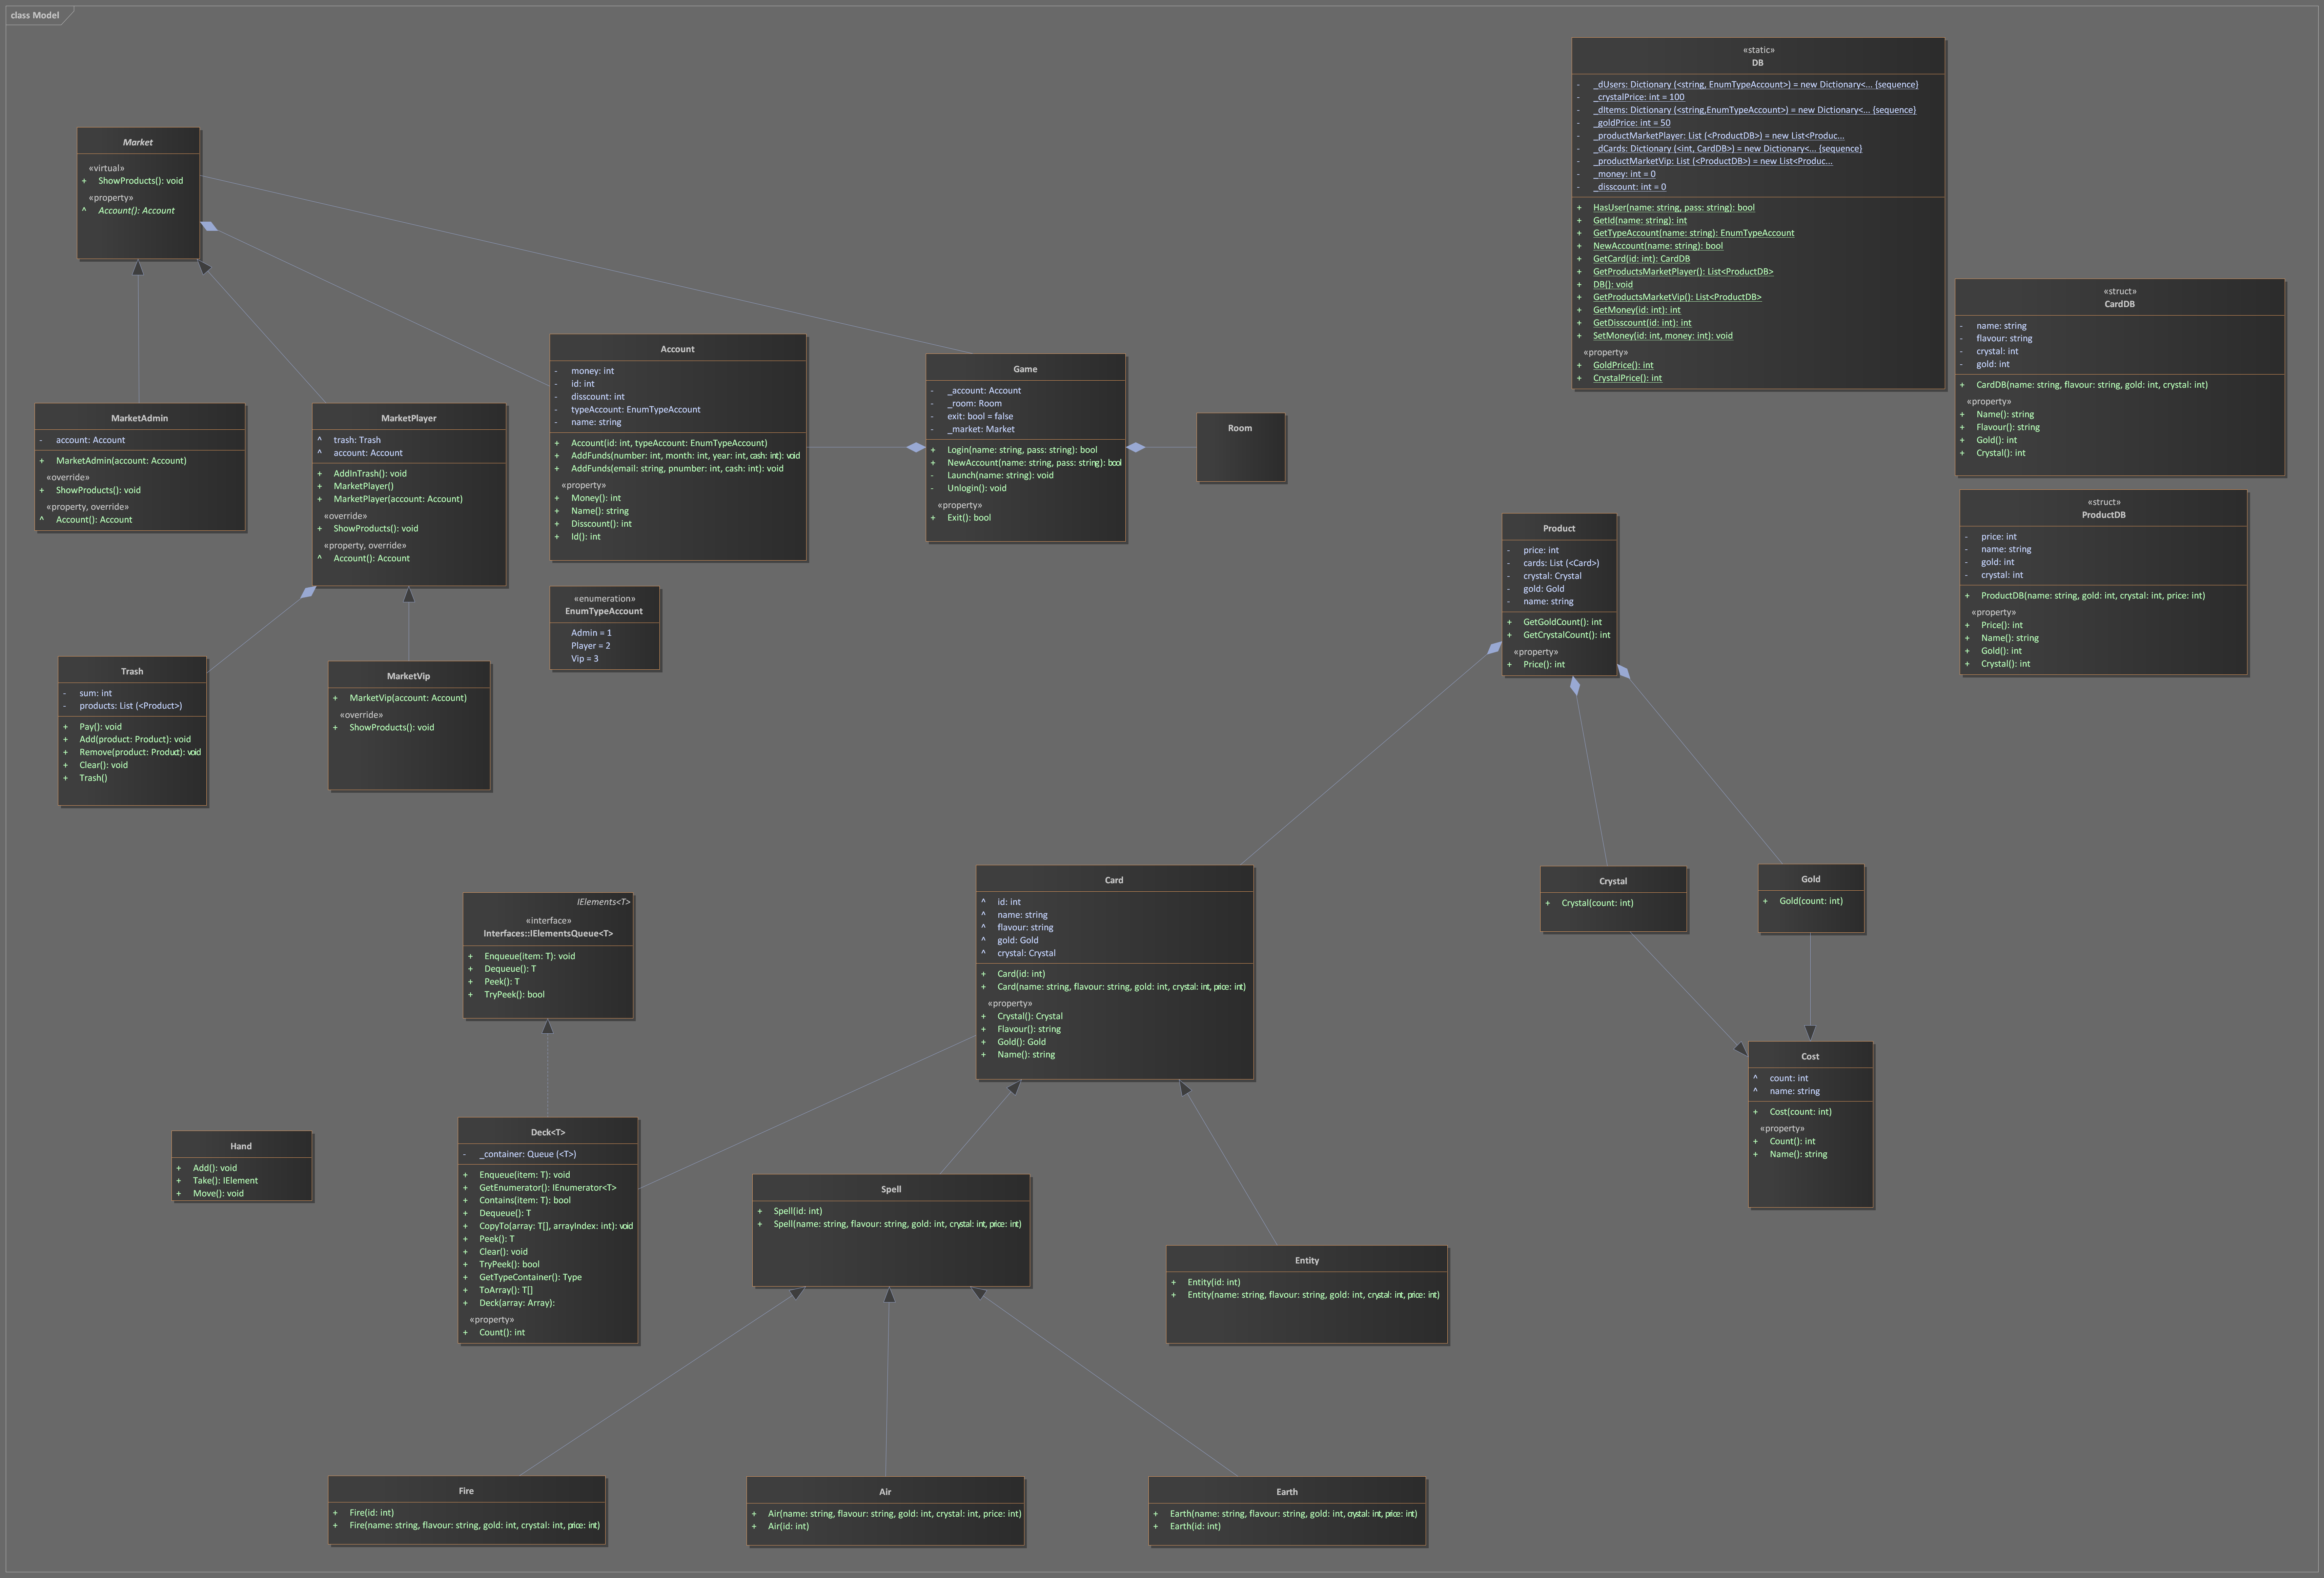 class Model
«static»
DB
- _dUsers: Dictionary (<string, EnumTypeAccount>) = new Dictionary<... {sequence}
- _crystalPrice: int = 100
- _dItems: Dictionary (<string,EnumTypeAccount>) = new Dictionary<... {sequence}
- _goldPrice: int = 50
- _productMarketPlayer: List (<ProductDB>) = new List<Produc...
- _dCards: Dictionary (<int, CardDB>) = new Dictionary<... {sequence}
- _productMarketVip: List (<ProductDB>) = new List<Produc...
- _money: int = 0
- _disscount: int = 0
+ HasUser(name: string, pass: string): bool
+ GetId(name: string): int
+ GetTypeAccount(name: string): EnumTypeAccount
+ NewAccount(name: string): bool
+ GetCard(id: int): CardDB
+ GetProductsMarketPlayer(): List<ProductDB>
+ DB(): void
+ GetProductsMarketVip(): List<ProductDB>
+ GetMoney(id: int): int
+ GetDisscount(id: int): int
+ SetMoney(id: int, money: int): void
«property»
+ GoldPrice(): int
+ CrystalPrice(): int
Market
«virtual»
+ ShowProducts(): void
«property»
^ Account(): Account
«struct»
CardDB
- name: string
- flavour: string
- crystal: int
- gold: int
+ CardDB(name: string, flavour: string, gold: int, crystal: int)
«property»
+ Name(): string
+ Flavour(): string
+ Gold(): int
+ Crystal(): int
Account
- money: int
- id: int
- disscount: int
- typeAccount: EnumTypeAccount
- name: string
+ Account(id: int, typeAccount: EnumTypeAccount)
+ AddFunds(number: int, month: int, year: int, cash: int): void
+ AddFunds(email: string, pnumber: int, cash: int): void
«property»
+ Money(): int
+ Name(): string
+ Disscount(): int
+ Id(): int
Game
- _account: Account
- _room: Room
- exit: bool = false
- _market: Market
+ Login(name: string, pass: string): bool
+ NewAccount(name: string, pass: string): bool
- Launch(name: string): void
- Unlogin(): void
«property»
+ Exit(): bool
Room
MarketAdmin
- account: Account
+ MarketAdmin(account: Account)
«override»
+ ShowProducts(): void
«property, override»
^ Account(): Account
MarketPlayer
^ trash: Trash
^ account: Account
+ AddInTrash(): void
+ MarketPlayer()
+ MarketPlayer(account: Account)
«override»
+ ShowProducts(): void
«property, override»
^ Account(): Account
«struct»
ProductDB
- price: int
- name: string
- gold: int
- crystal: int
+ ProductDB(name: string, gold: int, crystal: int, price: int)
«property»
+ Price(): int
+ Name(): string
+ Gold(): int
+ Crystal(): int
Product
- price: int
- cards: List (<Card>)
- crystal: Crystal
- gold: Gold
- name: string
+ GetGoldCount(): int
+ GetCrystalCount(): int
«property»
+ Price(): int
«enumeration»
EnumTypeAccount
Admin = 1
Player = 2
Vip = 3
Trash
- sum: int
- products: List (<Product>)
+ Pay(): void
+ Add(product: Product): void
+ Remove(product: Product): void
+ Clear(): void
+ Trash()
MarketVip
+ MarketVip(account: Account)
«override»
+ ShowProducts(): void
Card
^ id: int
^ name: string
^ flavour: string
^ gold: Gold
^ crystal: Crystal
+ Card(id: int)
+ Card(name: string, flavour: string, gold: int, crystal: int, price: int)
«property»
+ Crystal(): Crystal
+ Flavour(): string
+ Gold(): Gold
+ Name(): string
Crystal
+ Crystal(count: int)
Gold
+ Gold(count: int)
IElements<T>
«interface»
Interfaces::IElementsQueue<T>
+ Enqueue(item: T): void
+ Dequeue(): T
+ Peek(): T
+ TryPeek(): bool
Cost
^ count: int
^ name: string
+ Cost(count: int)
«property»
+ Count(): int
+ Name(): string
Hand
+ Add(): void
+ Take(): IElement
+ Move(): void
Deck<T>
- _container: Queue (<T>)
+ Enqueue(item: T): void
+ GetEnumerator(): IEnumerator<T>
+ Contains(item: T): bool
+ Dequeue(): T
+ CopyTo(array: T[], arrayIndex: int): void
+ Peek(): T
+ Clear(): void
+ TryPeek(): bool
+ GetTypeContainer(): Type
+ ToArray(): T[]
+ Deck(array: Array):
«property»
+ Count(): int
Spell
+ Spell(id: int)
+ Spell(name: string, flavour: string, gold: int, crystal: int, price: int)
Entity
+ Entity(id: int)
+ Entity(name: string, flavour: string, gold: int, crystal: int, price: int)
Fire
+ Fire(id: int)
+ Fire(name: string, flavour: string, gold: int, crystal: int, price: int)
Air
+ Air(name: string, flavour: string, gold: int, crystal: int, price: int)
+ Air(id: int)
Earth
+ Earth(name: string, flavour: string, gold: int, crystal: int, price: int)
+ Earth(id: int)